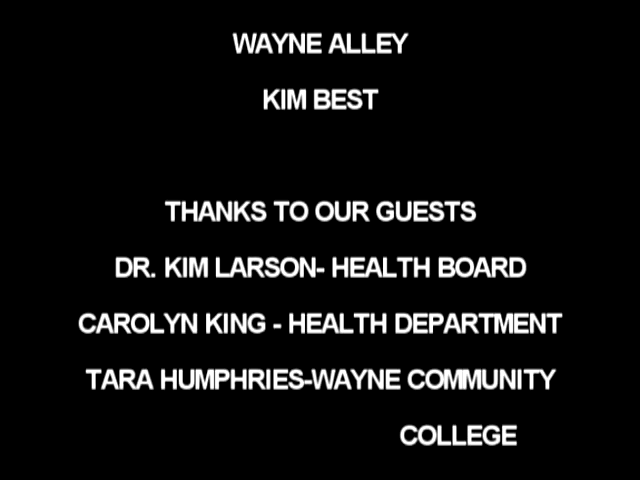 WAYNE ALLEY
KIM BEST
THANKS TO OUR GUESTS
DR. KIM LARSON- HEALTH BOARD
CAROLYN KING - HEALTH DEPARTMENT
TARA HUMPHRIES-WAYNE COMMUNITY
COLLEGE